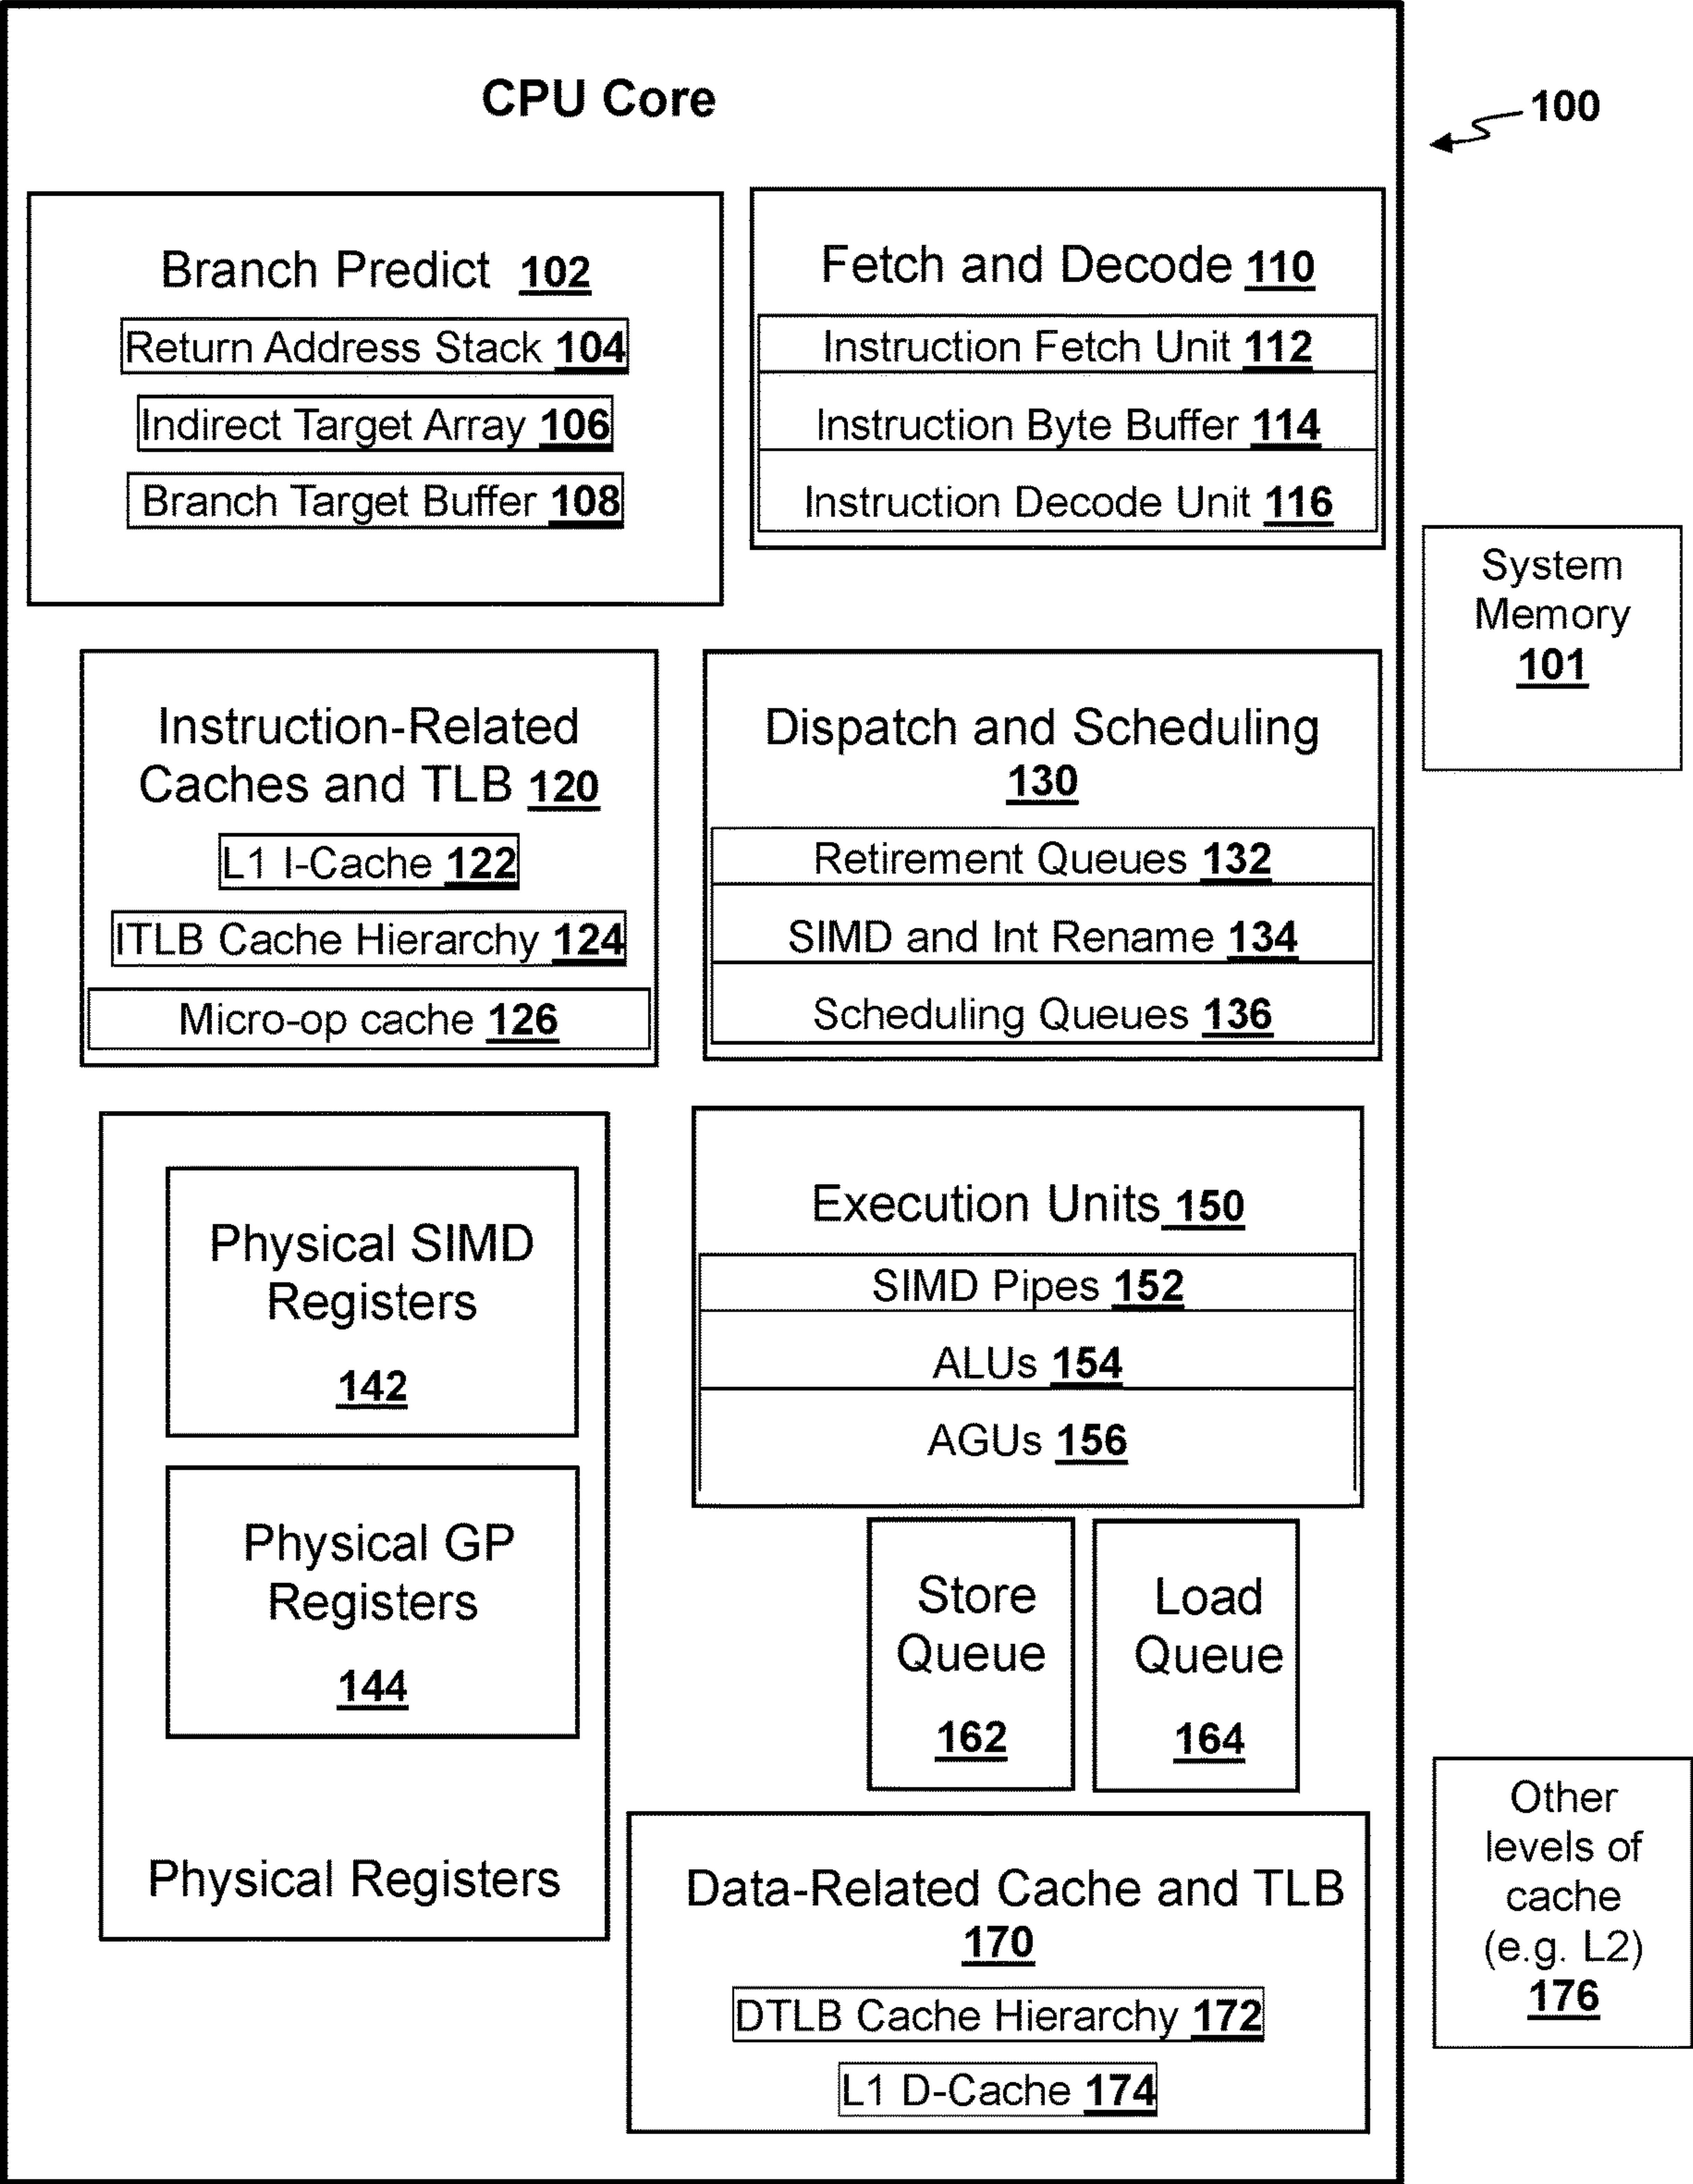 CPU Core
100
Branch Predict 102
Return Address Stack 104
Indirect Target Array 106
Branch Target Buffer 108
Fetch and Decode 110
Instruction Fetch Unit 112
Instruction Byte Buffer 114
Instruction Decode Unit 116
System
Memory
101
Instruction-Related
Caches and TLB 120
L1 I-Cache 122
ITLB Cache Hierarchy 124
Micro-op cache 126
Dispatch and Scheduling
130
Retirement Queues 132
SIMD and Int Rename 134
Scheduling Queues 136
Physical SIMD
Registers
142
Physical GP
Registers
144
Physical Registers
Execution Units 150
SIMD Pipes 152
ALUs 154
AGUs 156
Store
Queue
162
Load
Queue
164
Data-Related Cache and TLB
170
DTLB Cache Hierarchy 172
L1 D-Cache 174
Other
levels of
cache
(e.g. L2)
176